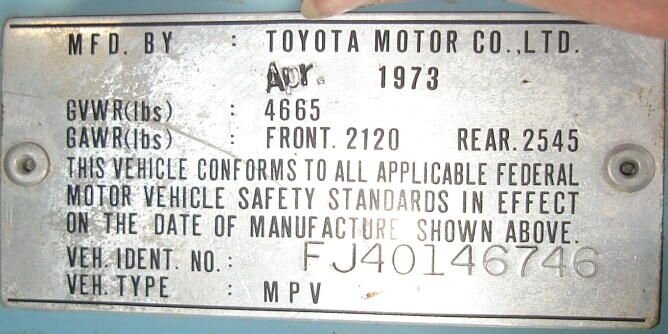 MFD. BY : TOYOTA MOTOR CO.,LTD.
Apr. 1973
GVWR(lbs) : 4665
GAWR(lbs) : FRONT. 2120 REAR. 2545
THIS VEHICLE CONFORMS TO ALL APPLICABLE FEDERAL
MOTOR VEHICLE SAFETY STANDARDS IN EFFECT
ON THE DATE OF MANUFACTURE SHOWN ABOVE.
VEH. IDENT. NO. : FJ40146746
VEH. TYPE : MPV